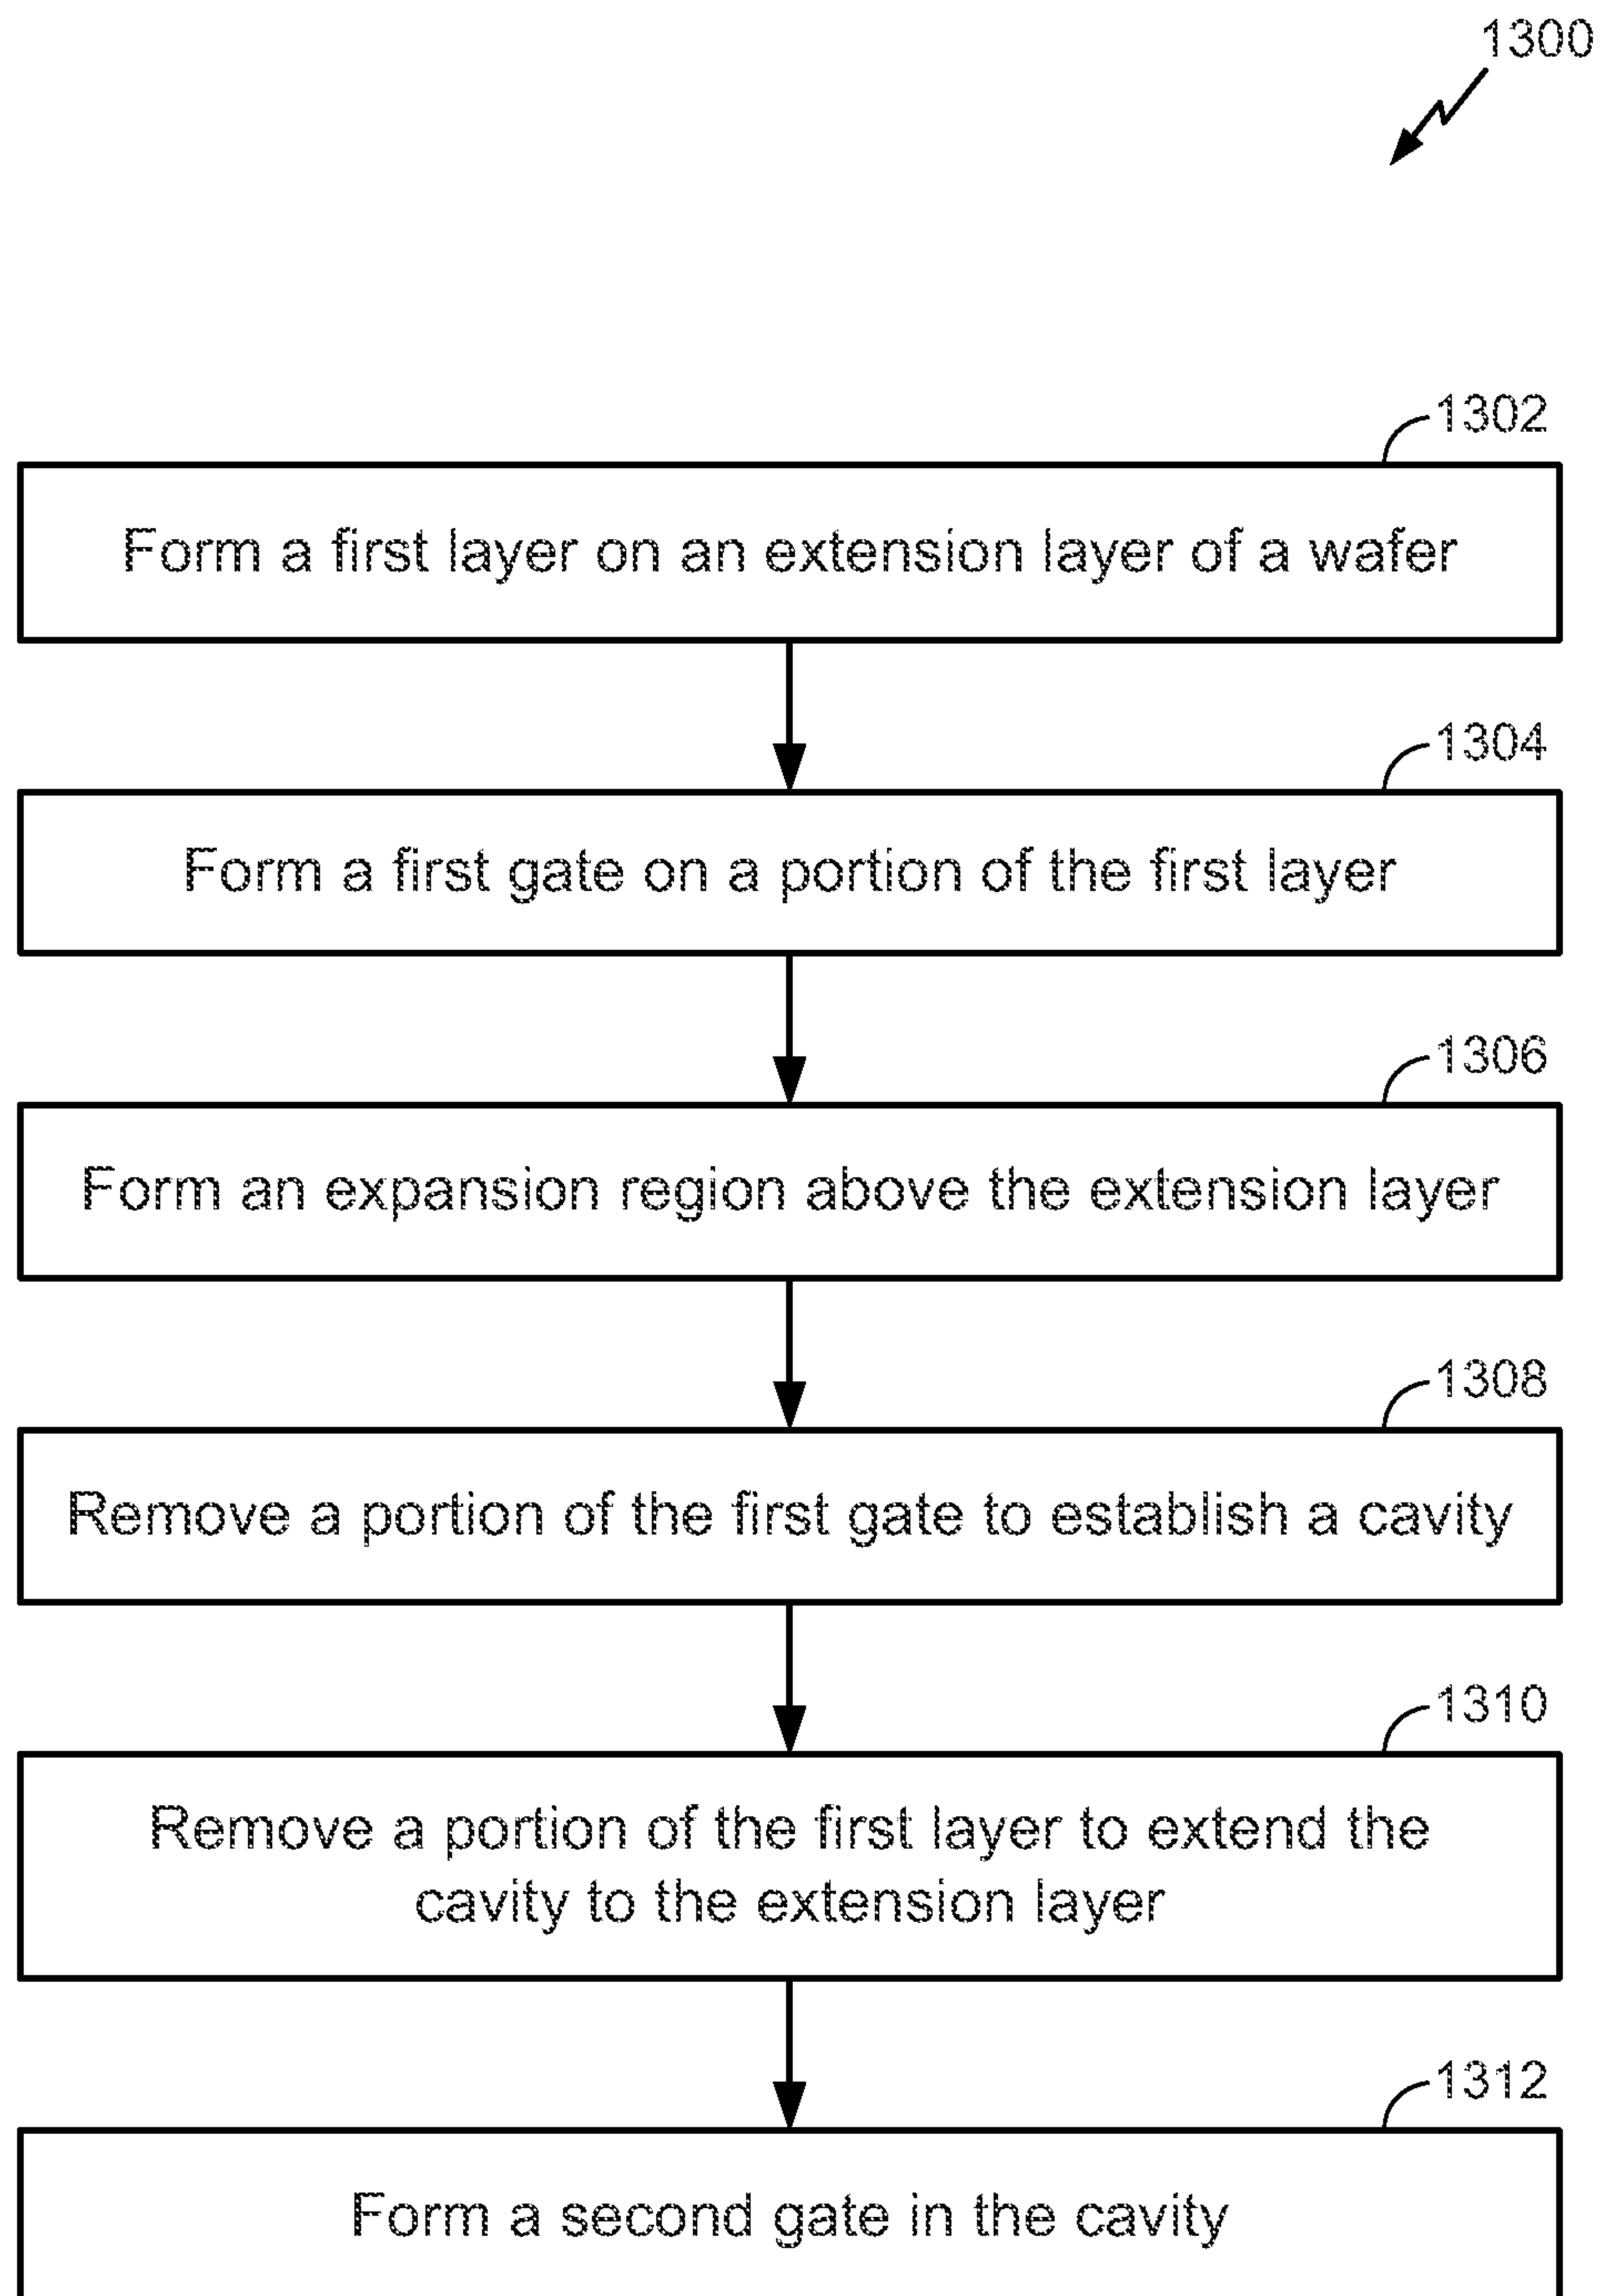 1300
1302
Form a first layer on an extension layer of a wafer
1304
Form a first gate on a portion of the first layer
1306
Form an expansion region above the extension layer
1308
Remove a portion of the first gate to establish a cavity
1310
Remove a portion of the first layer to extend the
cavity to the extension layer
1312
Form a second gate in the cavity